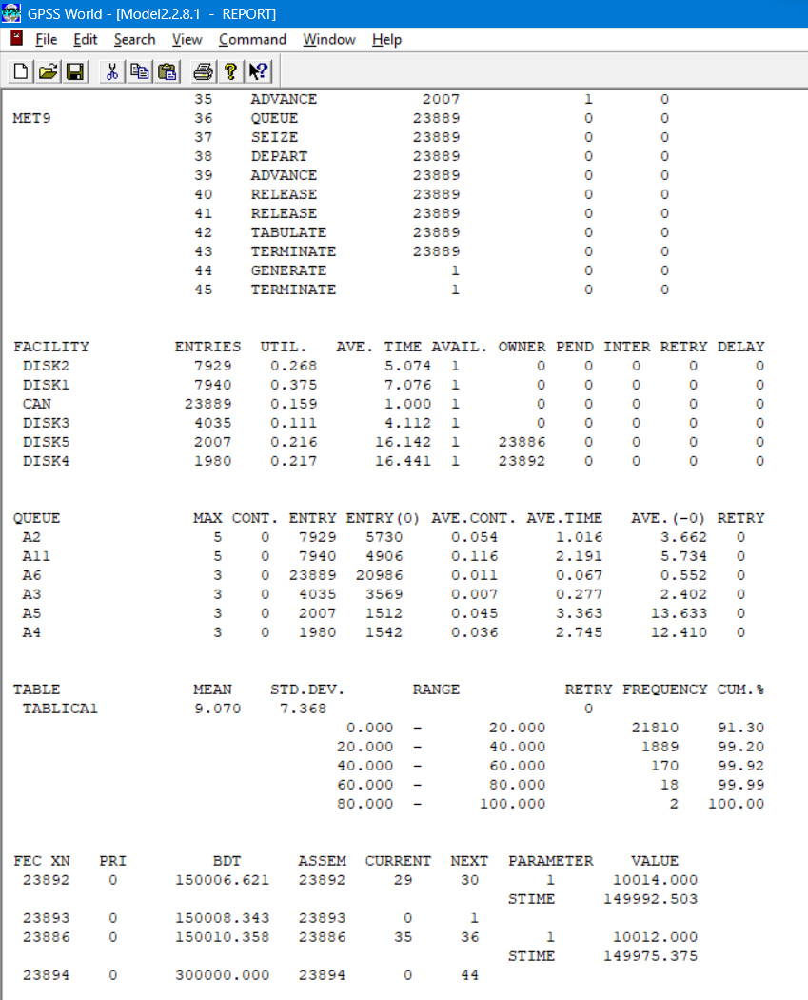 GPSS World - [Model2.2.8.1 - REPORT]
File Edit Search View Command Window Help
35 ADVANCE 2007 1 0
MET9 36 QUEUE 23889 0 0
37 SEIZE 23889 0 0
38 DEPART 23889 0 0
39 ADVANCE 23889 0 0
40 RELEASE 23889 0 0
41 RELEASE 23889 0 0
42 TABULATE 23889 0 0
43 TERMINATE 23889 0 0
44 GENERATE 1 0 0
45 TERMINATE 1 0 0
FACILITY ENTRIES UTIL. AVE. TIME AVAIL. OWNER PEND INTER RETRY DELAY
DISK2 7929 0.268 5.074 1 0 0 0 0 0
DISK1 7940 0.375 7.076 1 0 0 0 0 0
CAN 23889 0.159 1.000 1 0 0 0 0 0
DISK3 4035 0.111 4.112 1 0 0 0 0 0
DISK5 2007 0.216 16.142 1 23886 0 0 0 0
DISK4 1980 0.217 16.441 1 23892 0 0 0 0
QUEUE MAX CONT. ENTRY ENTRY(0) AVE.CONT. AVE.TIME AVE.(-0) RETRY
A2 5 0 7929 5730 0.054 1.016 3.662 0
A11 5 0 7940 4906 0.116 2.191 5.734 0
A6 3 0 23889 20986 0.011 0.067 0.552 0
A3 3 0 4035 3569 0.007 0.277 2.402 0
A5 3 0 2007 1512 0.045 3.363 13.633 0
A4 3 0 1980 1542 0.036 2.745 12.410 0
TABLE MEAN STD.DEV. RANGE RETRY FREQUENCY CUM.%
TABLICA1 9.070 7.368 0
0.000 - 20.000 21810 91.30
20.000 - 40.000 1889 99.20
40.000 - 60.000 170 99.92
60.000 - 80.000 18 99.99
80.000 - 100.000 2 100.00
FEC XN PRI BDT ASSEM CURRENT NEXT PARAMETER VALUE
23892 0 150006.621 23892 29 30 1 10014.000
STIME 149992.503
23893 0 150008.343 23893 0 1
23886 0 150010.358 23886 35 36 1 10012.000
STIME 149975.375
23894 0 300000.000 23894 0 44